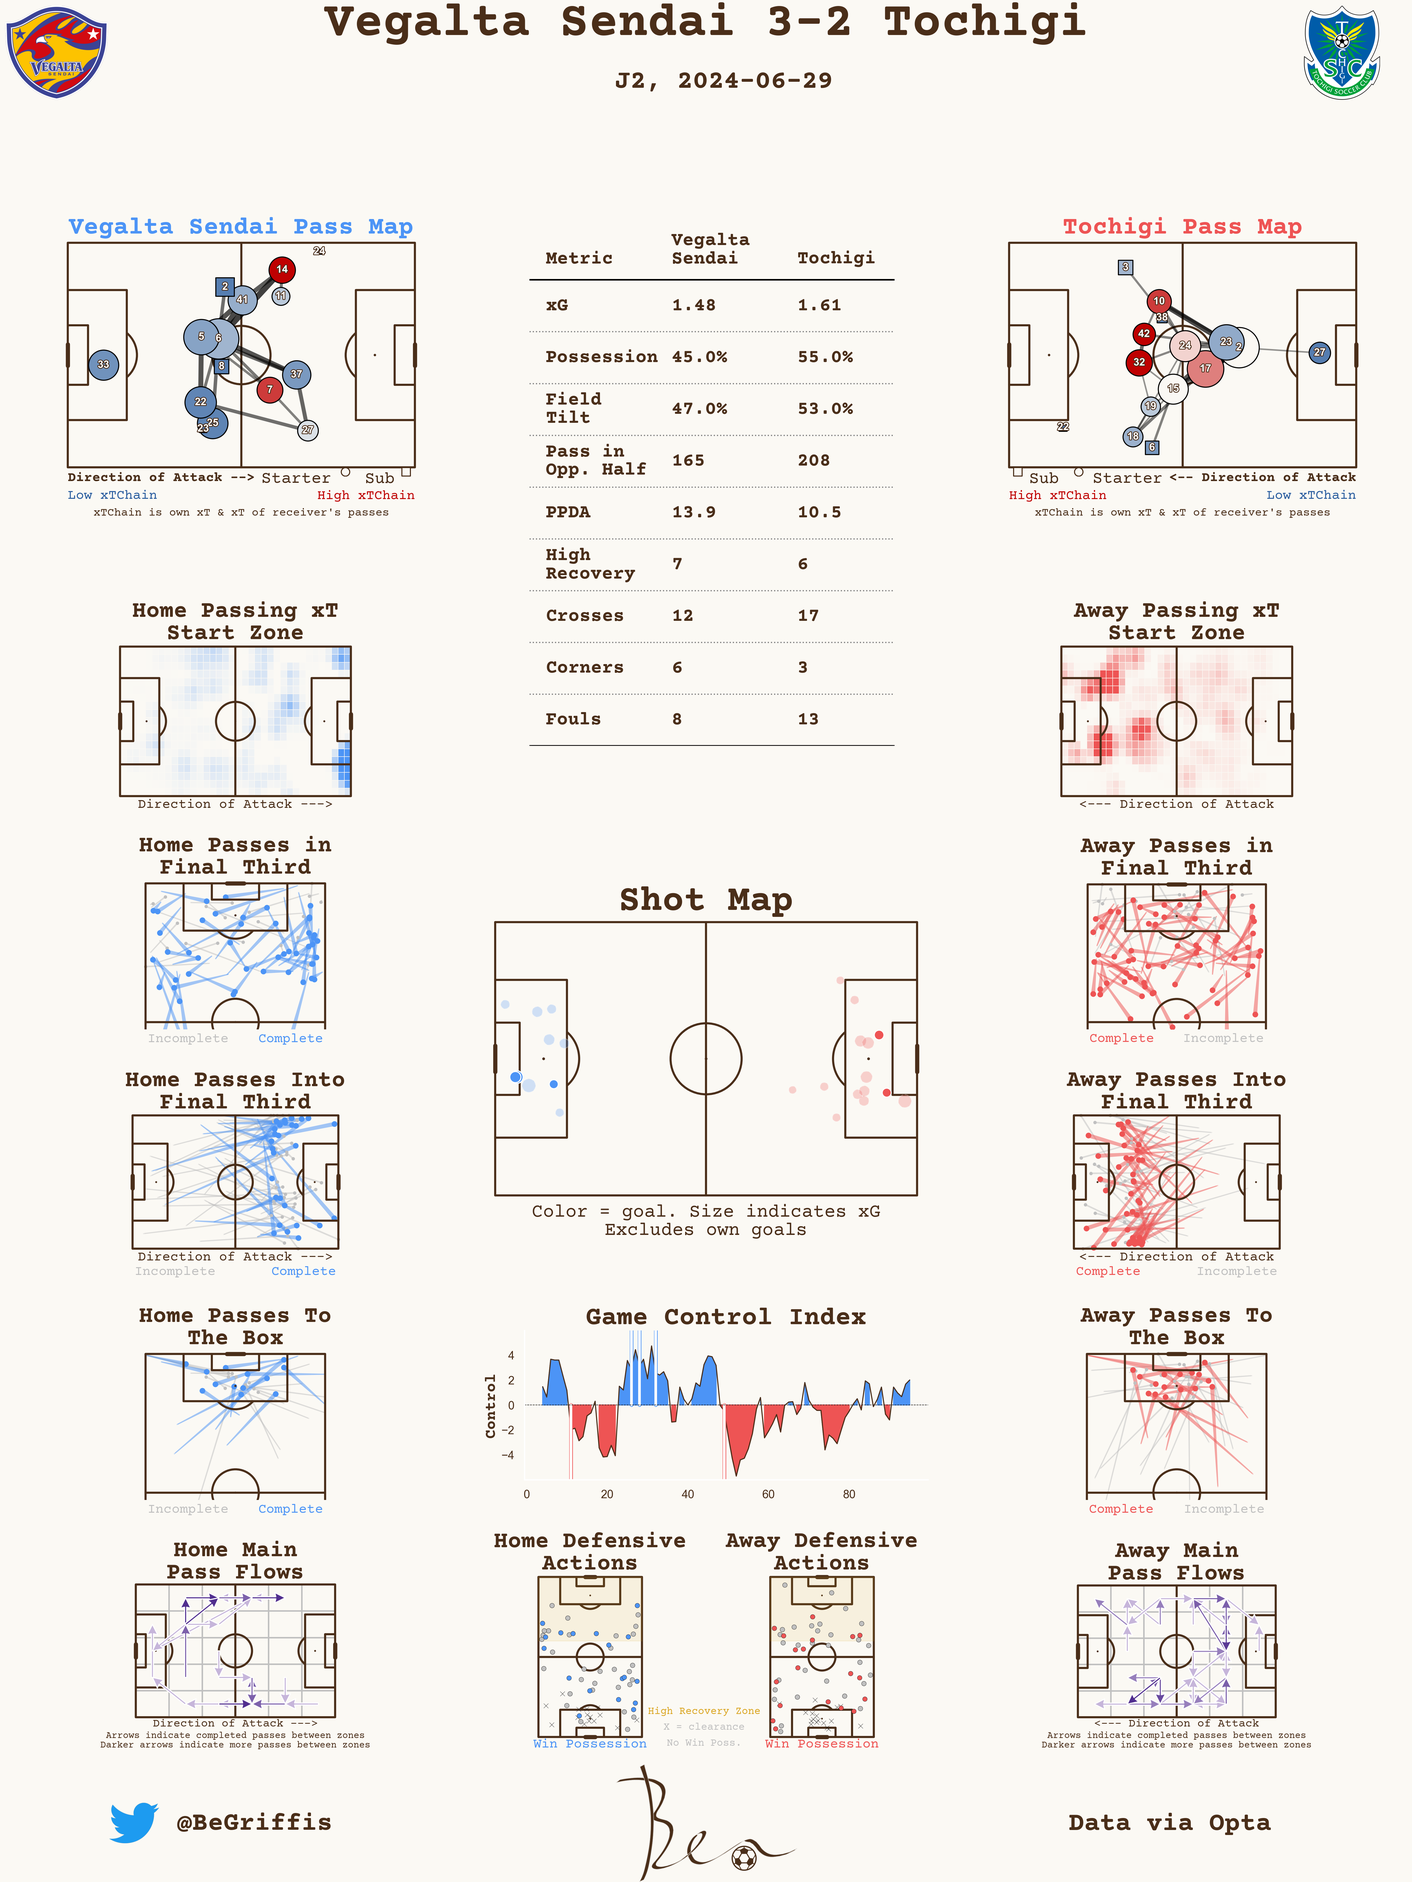 Vegalta Sendai 3-2 Tochigi
J2, 2024-06-29
VEGALTA
SENDAI
TOCHIGI
SC
TOCHIGI SOCCER CLUB
Vegalta Sendai Pass Map
24
14
2
11
41
5
6
33
8
37
7
22
25
23
27
Direction of Attack --> Starter Sub
Low xTChain High xTChain
xTChain is own xT & xT of receiver's passes
Metric Vegalta Sendai Tochigi
xG 1.48 1.61
Possession 45.0% 55.0%
Field Tilt 47.0% 53.0%
Pass in Opp. Half 165 208
PPDA 13.9 10.5
High Recovery 7 6
Crosses 12 17
Corners 6 3
Fouls 8 13
Tochigi Pass Map
3
10
38
42
24
23
2
27
32
17
15
19
22
18
6
Sub Starter <-- Direction of Attack
High xTChain Low xTChain
xTChain is own xT & xT of receiver's passes
Home Passing xT
Start Zone
Direction of Attack --->
Away Passing xT
Start Zone
<--- Direction of Attack
Home Passes in
Final Third
Incomplete Complete
Away Passes in
Final Third
Complete Incomplete
Shot Map
Color = goal. Size indicates xG
Excludes own goals
Home Passes Into
Final Third
Direction of Attack --->
Incomplete Complete
Away Passes Into
Final Third
<--- Direction of Attack
Complete Incomplete
Home Passes To
The Box
Incomplete Complete
Game Control Index
Control
4
2
0
−2
−4
0 20 40 60 80
Away Passes To
The Box
Complete Incomplete
Home Main
Pass Flows
Direction of Attack --->
Arrows indicate completed passes between zones
Darker arrows indicate more passes between zones
Home Defensive
Actions
Win Possession
High Recovery Zone
X = clearance
No Win Poss.
Away Defensive
Actions
Win Possession
Away Main
Pass Flows
<--- Direction of Attack
Arrows indicate completed passes between zones
Darker arrows indicate more passes between zones
@BeGriffis
Ben
Data via Opta